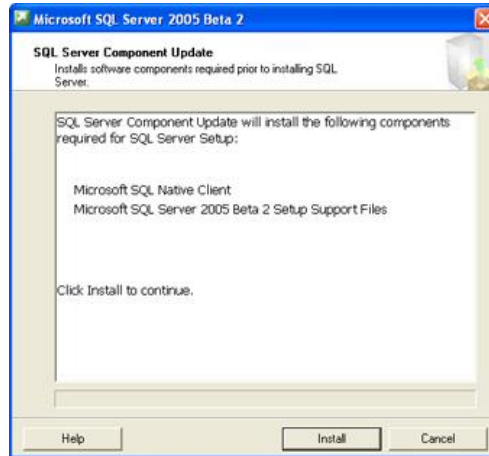 Microsoft SQL Server 2005 Beta 2
SQL Server Component Update
Installs software components required prior to installing SQL
Server.
SQL Server Component Update will install the following components
required for SQL Server Setup:
Microsoft SQL Native Client
Microsoft SQL Server 2005 Beta 2 Setup Support Files
Click Install to continue.
Help
Install
Cancel